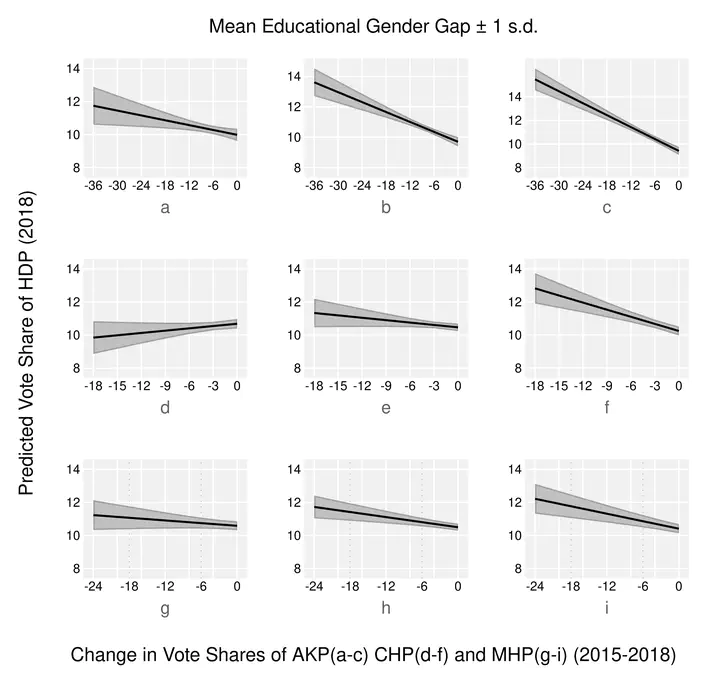 Mean Educational Gender Gap ± 1 s.d.
Predicted Vote Share of HDP (2018)
14
12
10
8
-36 -30 -24 -18 -12 -6 0
a
14
12
10
8
-36 -30 -24 -18 -12 -6 0
b
14
12
10
8
-36 -30 -24 -18 -12 -6 0
c
14
12
10
8
-18 -15 -12 -9 -6 -3 0
d
14
12
10
8
-18 -15 -12 -9 -6 -3 0
e
14
12
10
8
-18 -15 -12 -9 -6 -3 0
f
14
12
10
8
-24 -18 -12 -6 0
g
14
12
10
8
-24 -18 -12 -6 0
h
14
12
10
8
-24 -18 -12 -6 0
i
Change in Vote Shares of AKP(a-c) CHP(d-f) and MHP(g-i) (2015-2018)